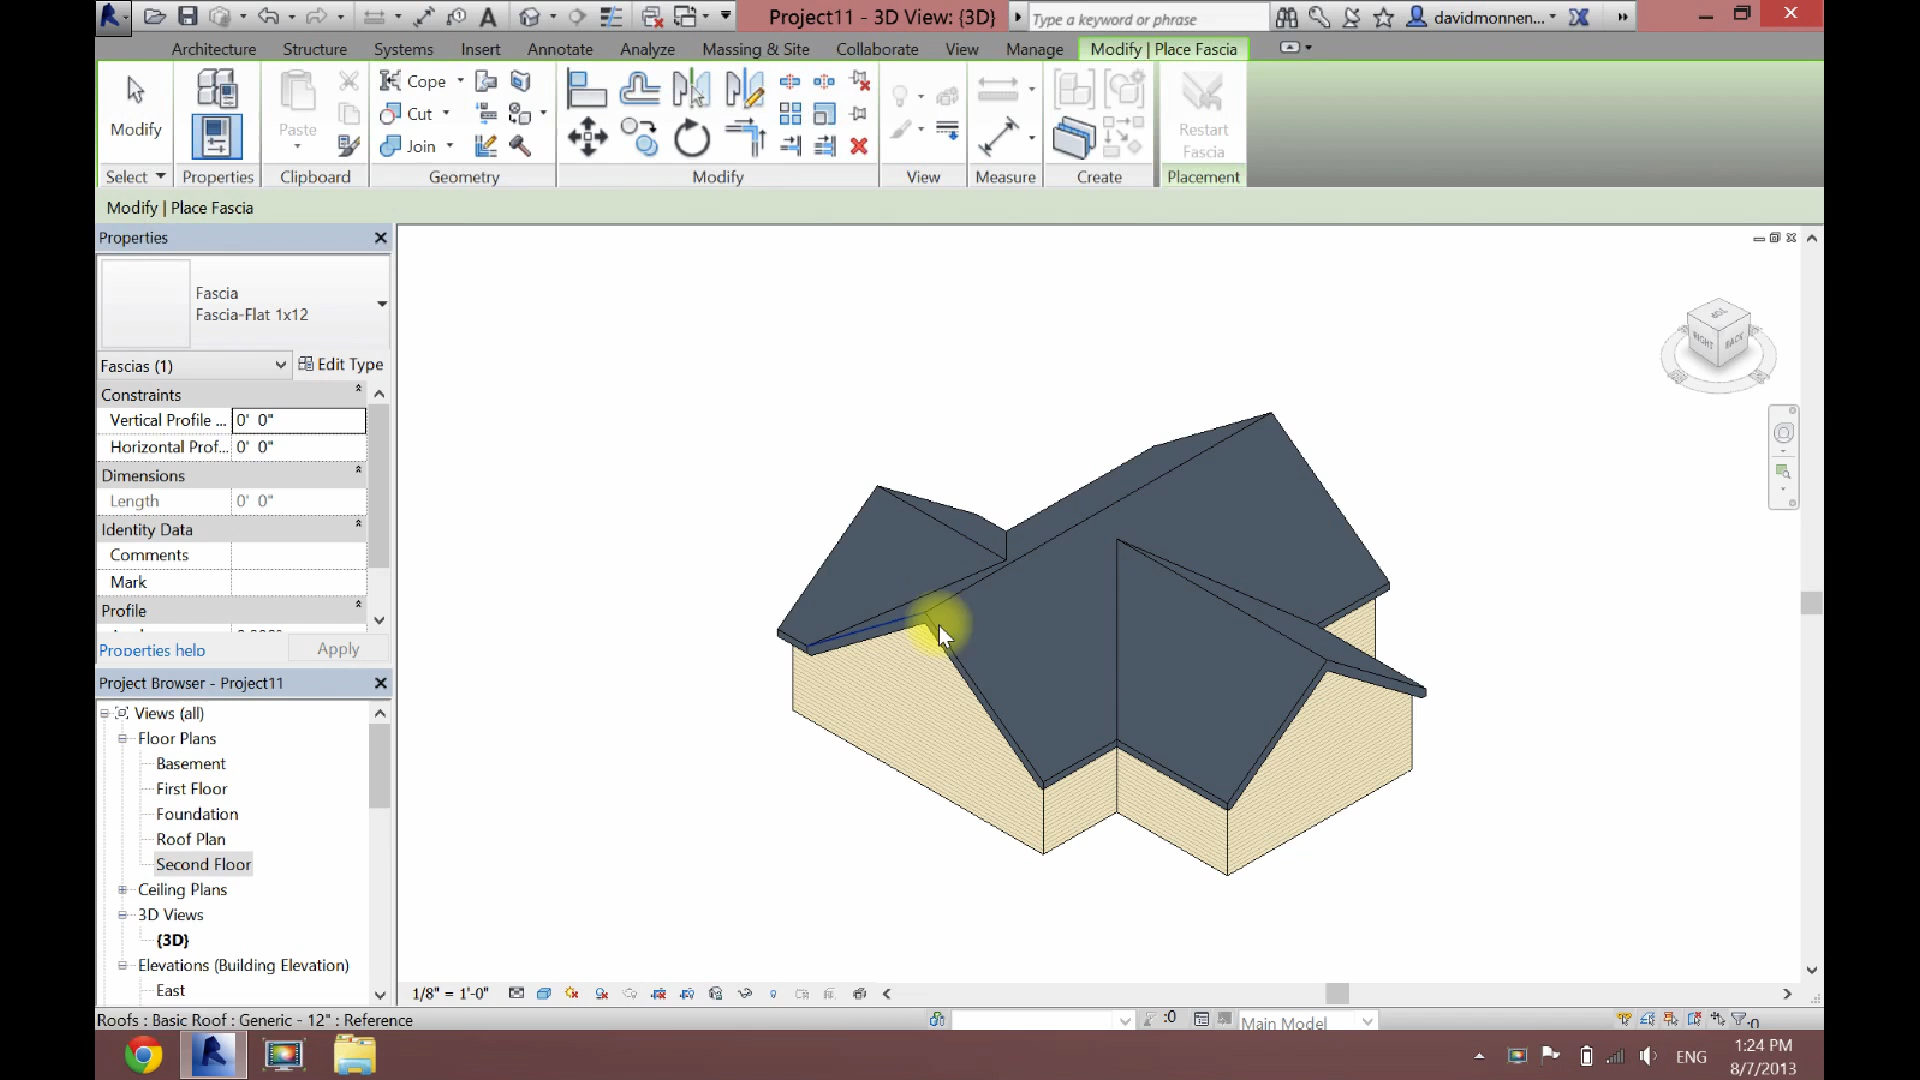 Project11 - 3D View: {3D}
Type a keyword or phrase
davidmonnen...
Architecture Structure Systems Insert Annotate Analyze Massing & Site Collaborate View Manage Modify | Place Fascia
Modify
Paste
Cope
Cut
Join
Restart
Fascia
Select Properties Clipboard Geometry Modify View Measure Create Placement
Modify | Place Fascia
Properties
Fascia
Fascia-Flat 1x12
Fascias (1) Edit Type
Constraints
Vertical Profile ... 0' 0"
Horizontal Prof... 0' 0"
Dimensions
Length 0' 0"
Identity Data
Comments
Mark
Profile
Properties help Apply
Project Browser - Project11
Views (all)
Floor Plans
Basement
First Floor
Foundation
Roof Plan
Second Floor
Ceiling Plans
3D Views
{3D}
Elevations (Building Elevation)
East
RIGHT BACK
1/8" = 1'-0"
Roofs : Basic Roof : Generic - 12" : Reference
:0
Main Model
:0
ENG
1:24 PM
8/7/2013